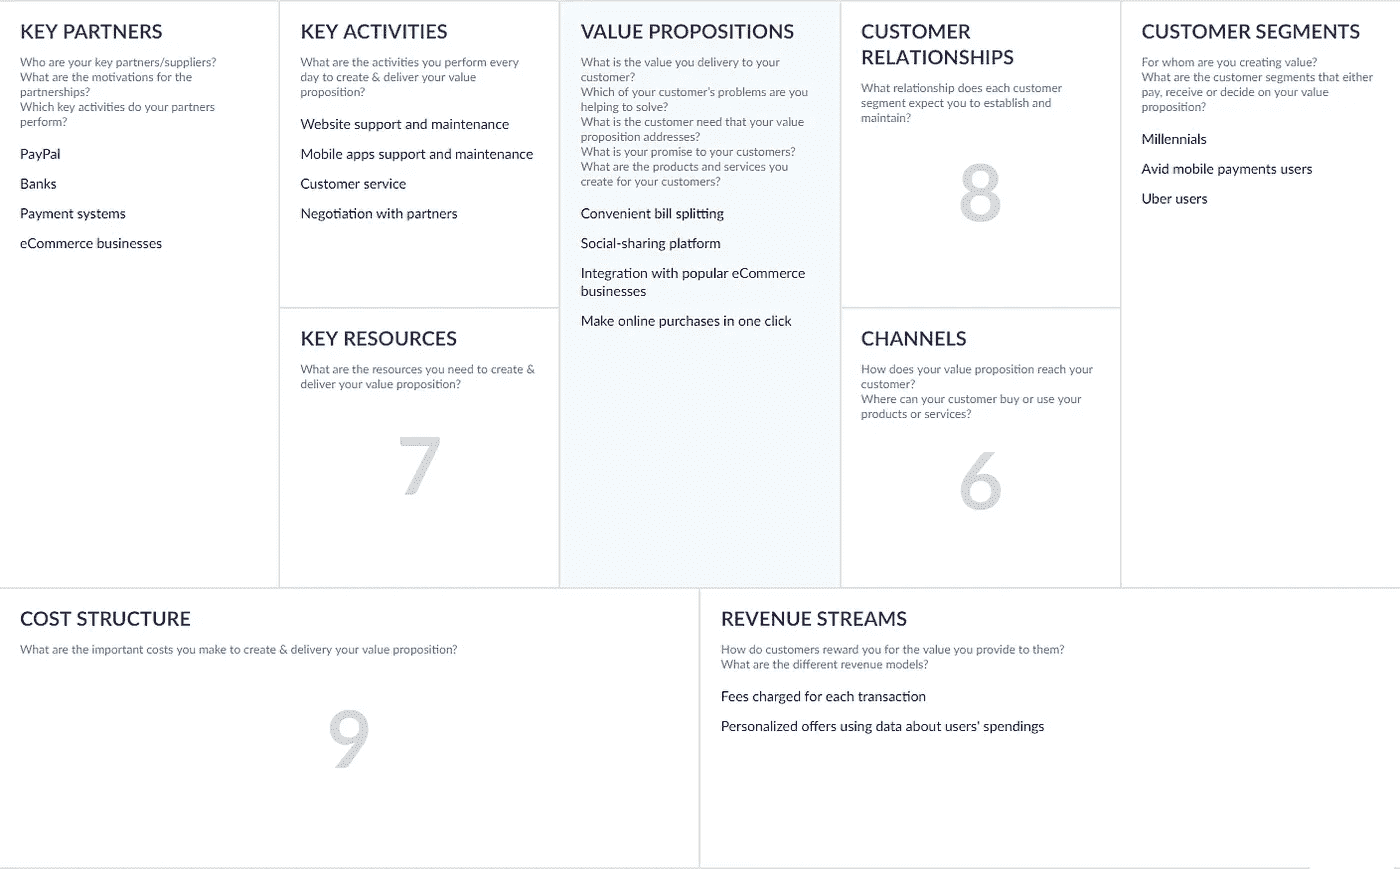 KEY PARTNERS
Who are your key partners/suppliers?
What are the motivations for the
partnerships?
Which key activities do your partners
perform?
PayPal
Banks
Payment systems
eCommerce businesses
KEY ACTIVITIES
What are the activities you perform every
day to create & deliver your value
proposition?
Website support and maintenance
Mobile apps support and maintenance
Customer service
Negotiation with partners
KEY RESOURCES
What are the resources you need to create &
deliver your value proposition?
7
VALUE PROPOSITIONS
What is the value you delivery to your
customer?
Which of your customer's problems are you
helping to solve?
What is the customer need that your value
proposition addresses?
What is your promise to your customers?
What are the products and services you
create for your customers?
Convenient bill splitting
Social-sharing platform
Integration with popular eCommerce
businesses
Make online purchases in one click
CUSTOMER
RELATIONSHIPS
What relationship does each customer
segment expect you to establish and
maintain?
8
CHANNELS
How does your value proposition reach your
customer?
Where can your customer buy or use your
products or services?
6
CUSTOMER SEGMENTS
For whom are you creating value?
What are the customer segments that either
pay, receive or decide on your value
proposition?
Millennials
Avid mobile payments users
Uber users
COST STRUCTURE
What are the important costs you make to create & delivery your value proposition?
9
REVENUE STREAMS
How do customers reward you for the value you provide to them?
What are the different revenue models?
Fees charged for each transaction
Personalized offers using data about users' spendings